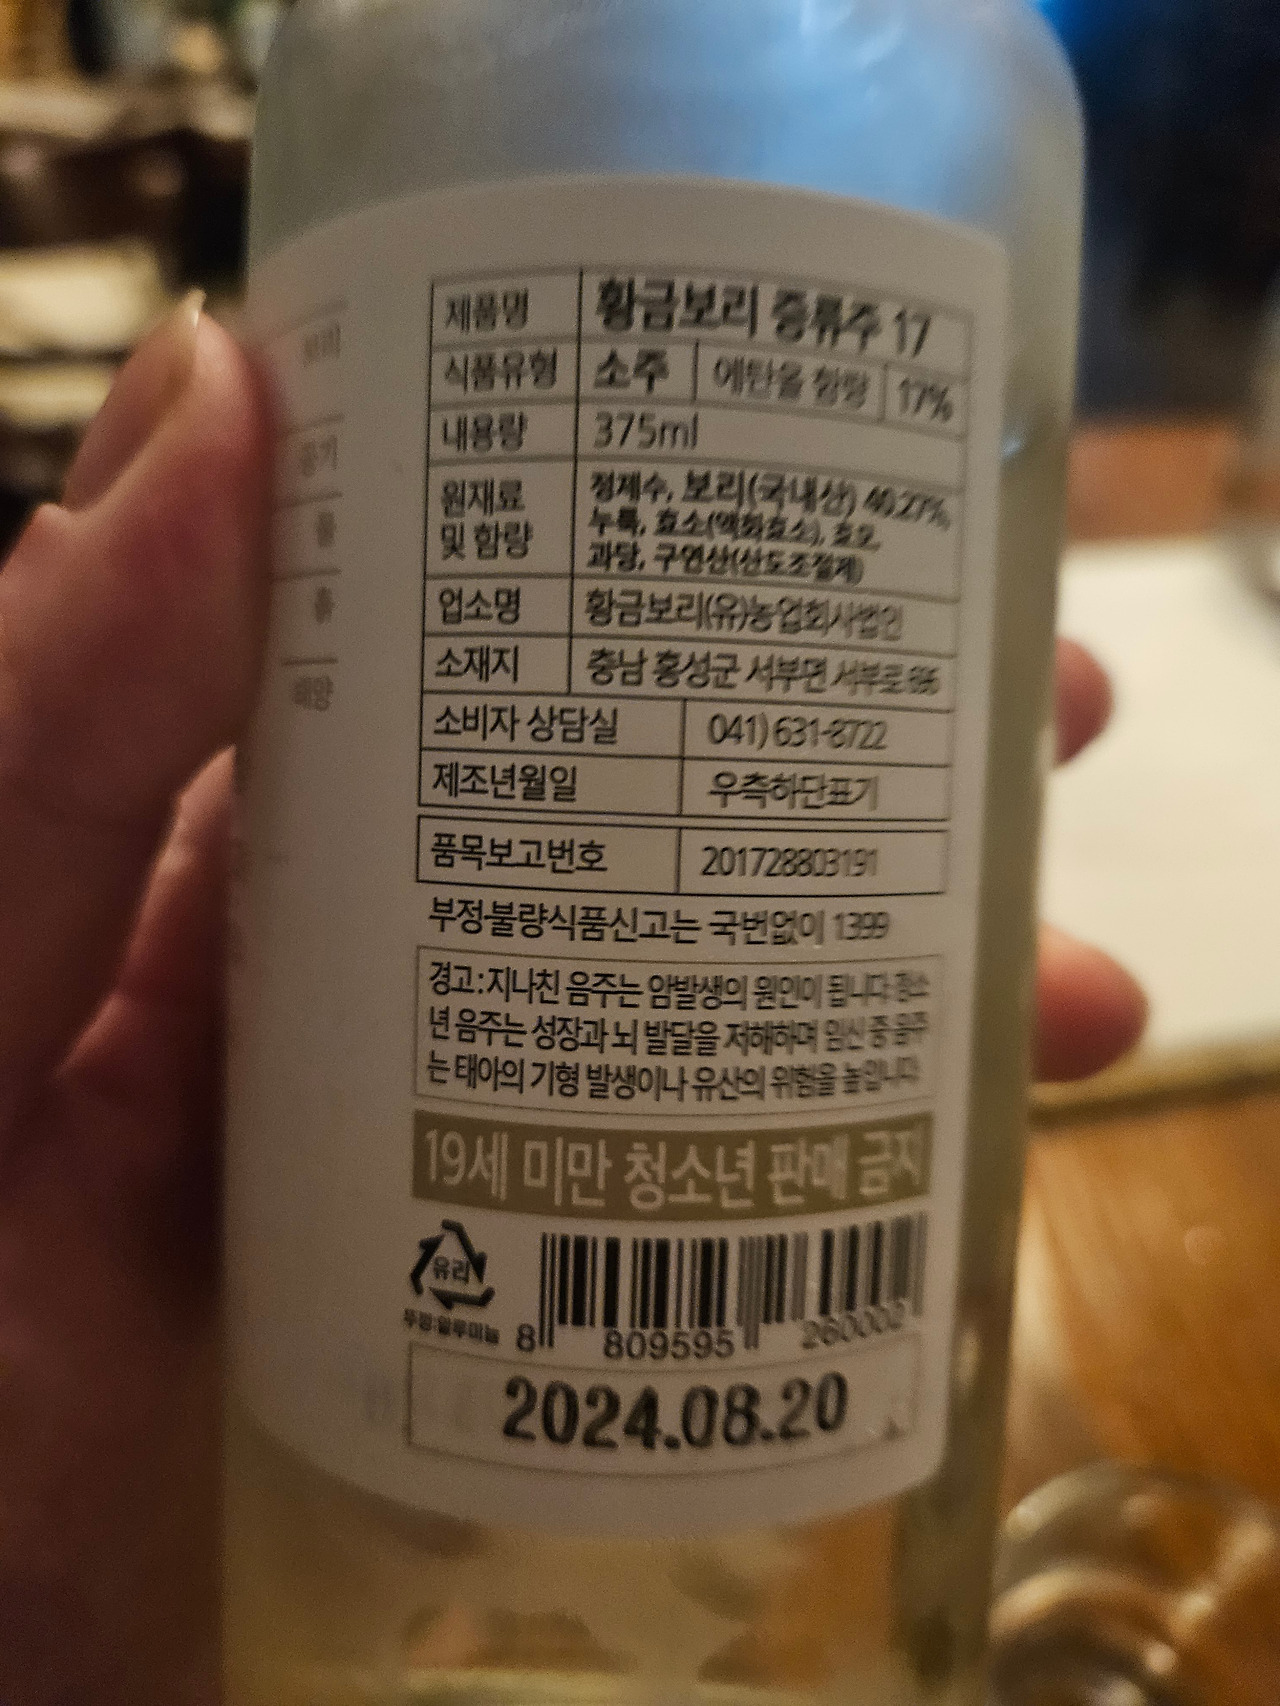 제품명 황금보리 증류주 17
식품유형 소주 에탄올 함량 17%
내용량 375ml
원재료 및 함량 정제수, 보리(국내산) 40.27%,
누룩, 효소(액화효소), 효모,
과당, 구연산(산도조절제)
업소명 황금보리(유)농업회사법인
소재지 충남 홍성군 서부면 서부로
소비자 상담실 041) 631-8722
제조년월일 우측하단표기
품목보고번호 201728803191
부정·불량식품신고는 국번없이 1399
경고:지나친 음주는 암발생의 원인이 됩니다. 청소
년 음주는 성장과 뇌 발달을 저해하며 임신 중 음주
는 태아의 기형 발생이나 유산의 위험을 높입니다.
19세 미만 청소년 판매 금지
유리
뚜껑:알루미늄
8 809595 260002
2024.08.20